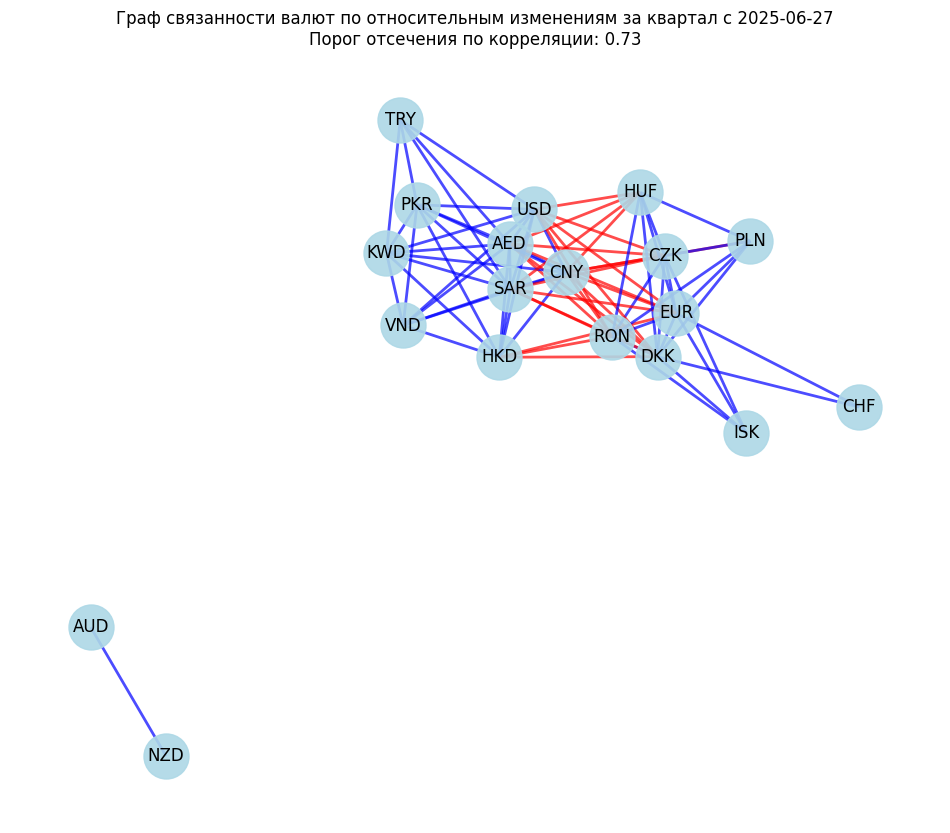 Граф связанности валют по относительным изменениям за квартал с 2025-06-27
Порог отсечения по корреляции: 0.73
TRY
HUF
PKR
USD
PLN
AED
KWD
CZK
CNY
SAR
EUR
VND
RON
HKD
DKK
CHF
ISK
AUD
NZD